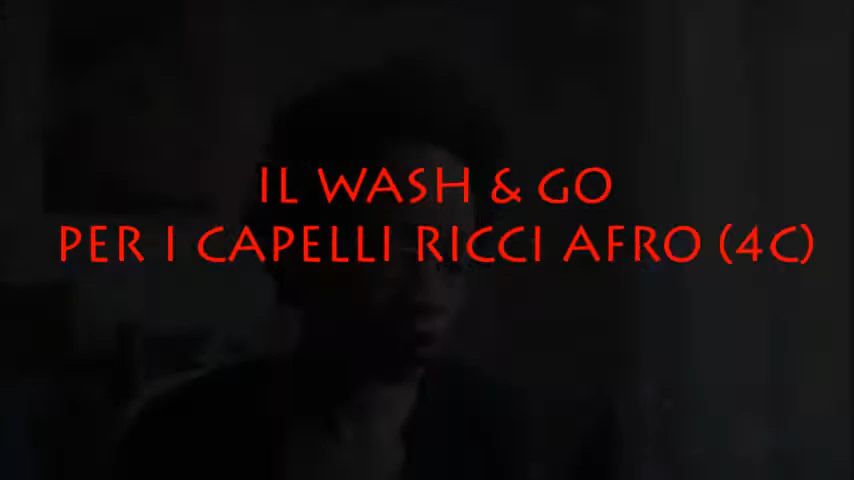 IL WASH & GO
PER I CAPELLI RICCI AFRO (4C)